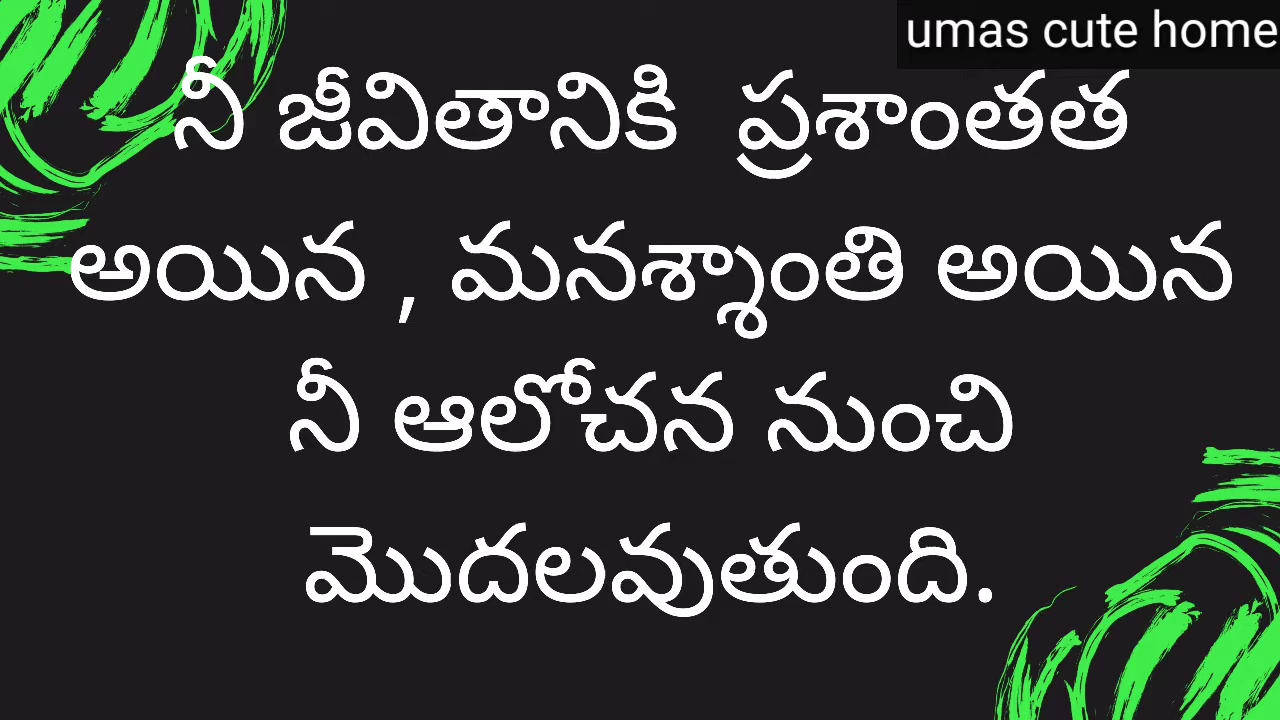 umas cute home
నీ జీవితానికి ప్రశాంతత
అయిన , మనశ్శాంతి అయిన
నీ ఆలోచన నుంచి
మొదలవుతుంది.